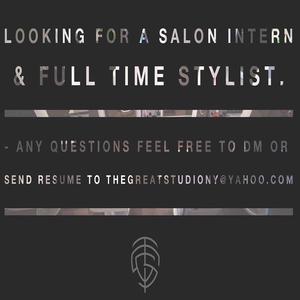 LOOKING FOR A SALON INTERN
& FULL TIME STYLIST.
- ANY QUESTIONS FEEL FREE TO DM OR
SEND RESUME TO THEGREATSTUDIONY@YAHOO.COM